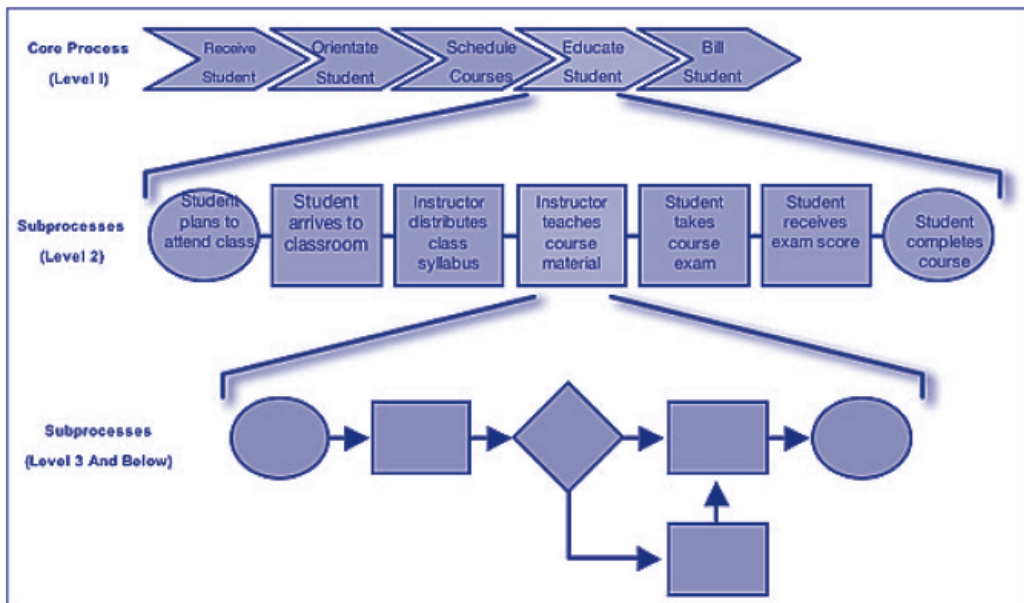 Core Process
(Level I)
Receive
Student
Orientate
Student
Schedule
Courses
Educate
Student
Bill
Student
Subprocesses
(Level 2)
Student
plans to
attend class
Student
arrives to
classroom
Instructor
distributes
class
syllabus
Instructor
teaches
course
material
Student
takes
course
exam
Student
receives
exam score
Student
completes
course
Subprocesses
(Level 3 And Below)